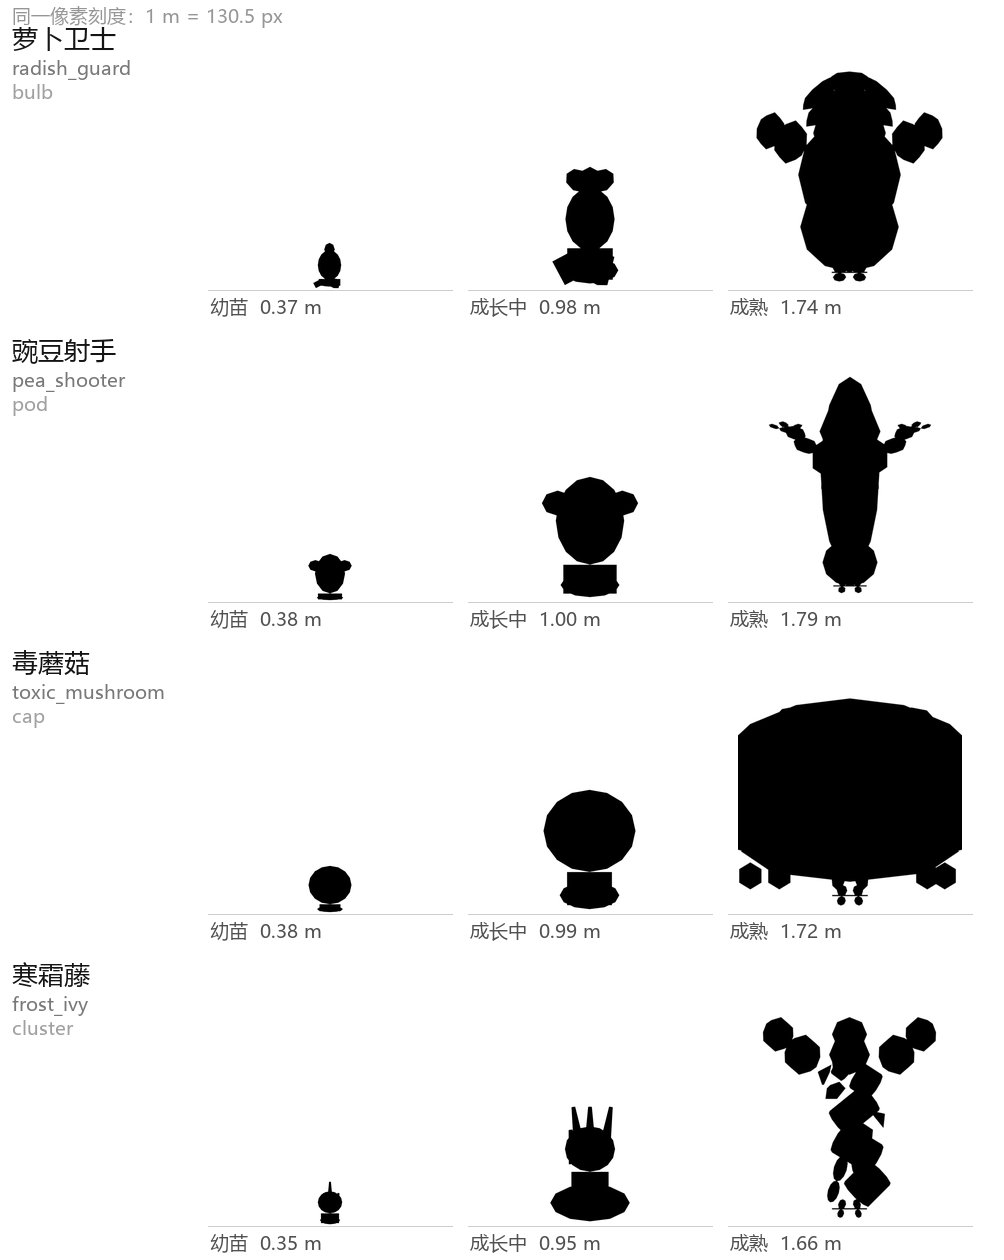 同一像素刻度：1 m = 130.5 px
萝卜卫士
radish_guard
bulb
幼苗 0.37 m
成长中 0.98 m
成熟 1.74 m
豌豆射手
pea_shooter
pod
幼苗 0.38 m
成长中 1.00 m
成熟 1.79 m
毒蘑菇
toxic_mushroom
cap
幼苗 0.38 m
成长中 0.99 m
成熟 1.72 m
寒霜藤
frost_ivy
cluster
幼苗 0.35 m
成长中 0.95 m
成熟 1.66 m